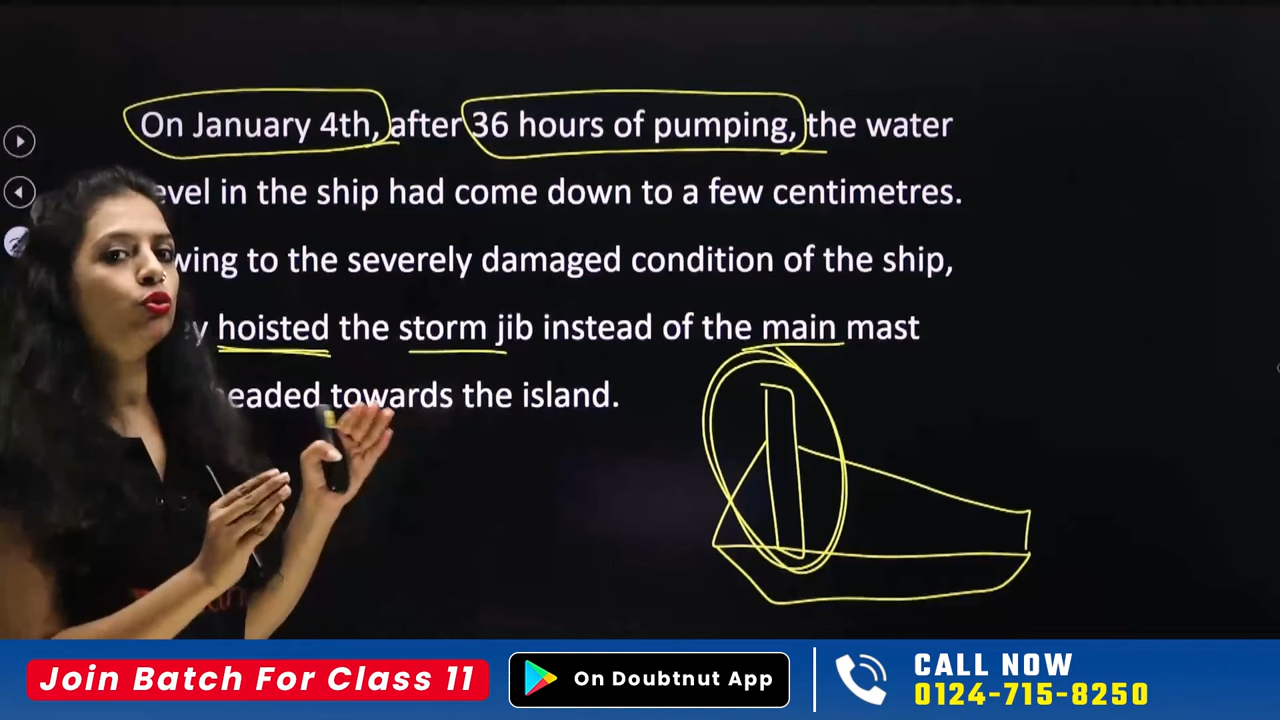 On January 4th, after 36 hours of pumping, the water
evel in the ship had come down to a few centimetres.
wing to the severely damaged condition of the ship,
y hoisted the storm jib instead of the main mast
headed towards the island.
Join Batch For Class 11
On Doubtnut App
CALL NOW
0124-715-8250